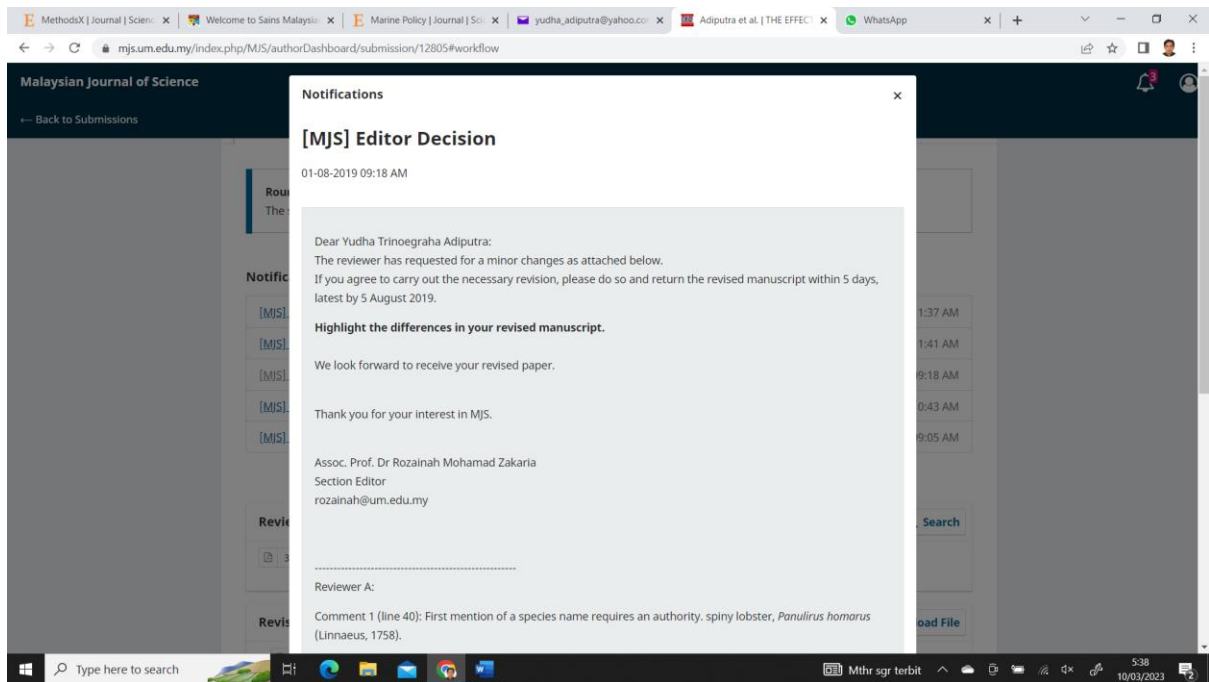 MethodsX | Journal | Scienc
Welcome to Sains Malaysia
Marine Policy | Journal | Sci
yudha_adiputra@yahoo.co
Adiputra et al. | THE EFFECT
WhatsApp
mjs.um.edu.my/index.php/MJS/authorDashboard/submission/12805#workflow
Malaysian Journal of Science
3
← Back to Submissions
Notifications
[MJS] Editor Decision
01-08-2019 09:18 AM
Rou
The
Dear Yudha Trinoegraha Adiputra:
The reviewer has requested for a minor changes as attached below.
If you agree to carry out the necessary revision, please do so and return the revised manuscript within 5 days,
latest by 5 August 2019.
Highlight the differences in your revised manuscript.
We look forward to receive your revised paper.
Thank you for your interest in MJS.
Assoc. Prof. Dr Rozainah Mohamad Zakaria
Section Editor
rozainah@um.edu.my
-------------------------------------------------------
Reviewer A:
Comment 1 (line 40): First mention of a species name requires an authority. spiny lobster, Panulirus homarus
(Linnaeus, 1758).
Notific
[MJS]
1:37 AM
[MJS]
1:41 AM
[MJS]
09:18 AM
[MJS]
0:43 AM
[MJS]
09:05 AM
Revie
Search
3
Revis
oad File
Type here to search
Mthr sgr terbit
5:38
10/03/2023
2